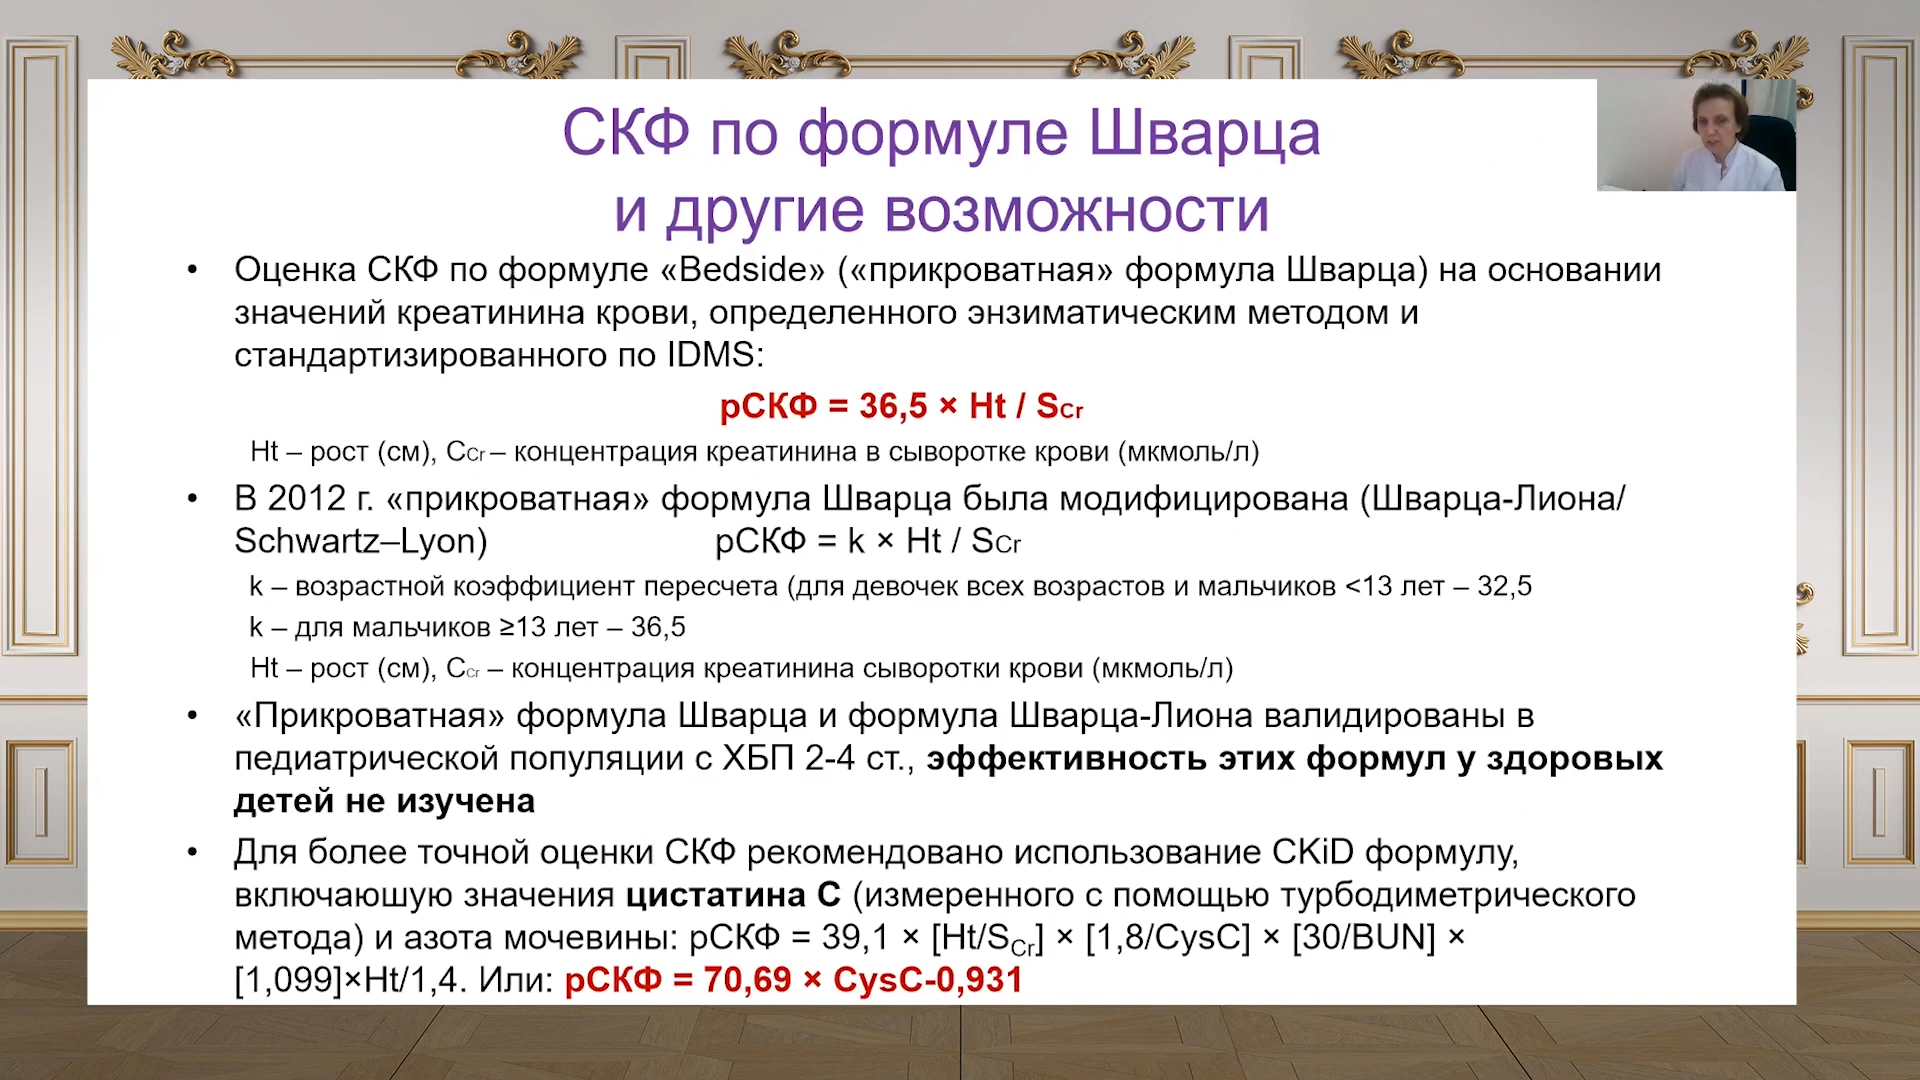 СКФ по формуле Шварца
и другие возможности
• Оценка СКФ по формуле «Bedside» («прикроватная» формула Шварца) на основании
значений креатинина крови, определенного энзиматическим методом и
стандартизированного по IDMS:
рСКФ = 36,5 × Ht / SCr
Ht – рост (см), CCr – концентрация креатинина в сыворотке крови (мкмоль/л)
• В 2012 г. «прикроватная» формула Шварца была модифицирована (Шварца-Лиона/
Schwartz–Lyon) рСКФ = k × Ht / SCr
k – возрастной коэффициент пересчета (для девочек всех возрастов и мальчиков <13 лет – 32,5
k – для мальчиков ≥13 лет – 36,5
Ht – рост (см), CCr – концентрация креатинина сыворотки крови (мкмоль/л)
• «Прикроватная» формула Шварца и формула Шварца-Лиона валидированы в
педиатрической популяции с ХБП 2-4 ст., эффективность этих формул у здоровых
детей не изучена
• Для более точной оценки СКФ рекомендовано использование CKiD формулу,
включаюшую значения цистатина С (измеренного с помощью турбодиметрического
метода) и азота мочевины: рСКФ = 39,1 × [Ht/SCr] × [1,8/CysC] × [30/BUN] ×
[1,099]×Ht/1,4. Или: рСКФ = 70,69 × CysC-0,931